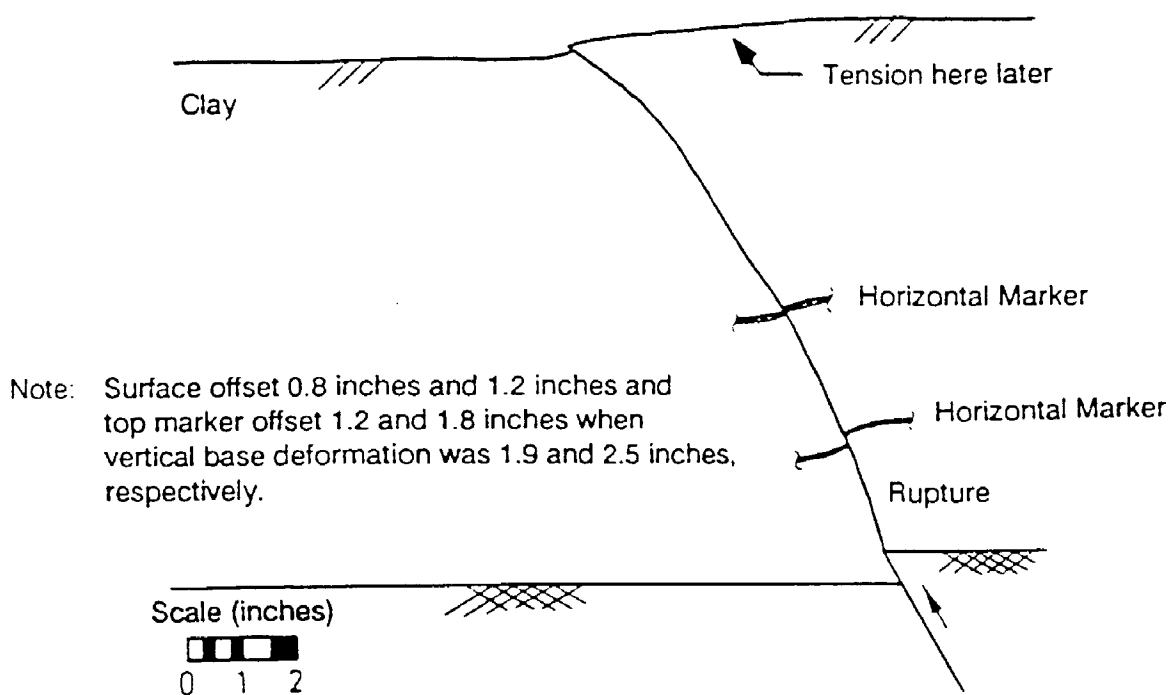 Tension here later
Clay
Horizontal Marker
Horizontal Marker
Note: Surface offset 0.8 inches and 1.2 inches and
top marker offset 1.2 and 1.8 inches when
vertical base deformation was 1.9 and 2.5 inches,
respectively.
Rupture
Scale (inches)
0 1 2